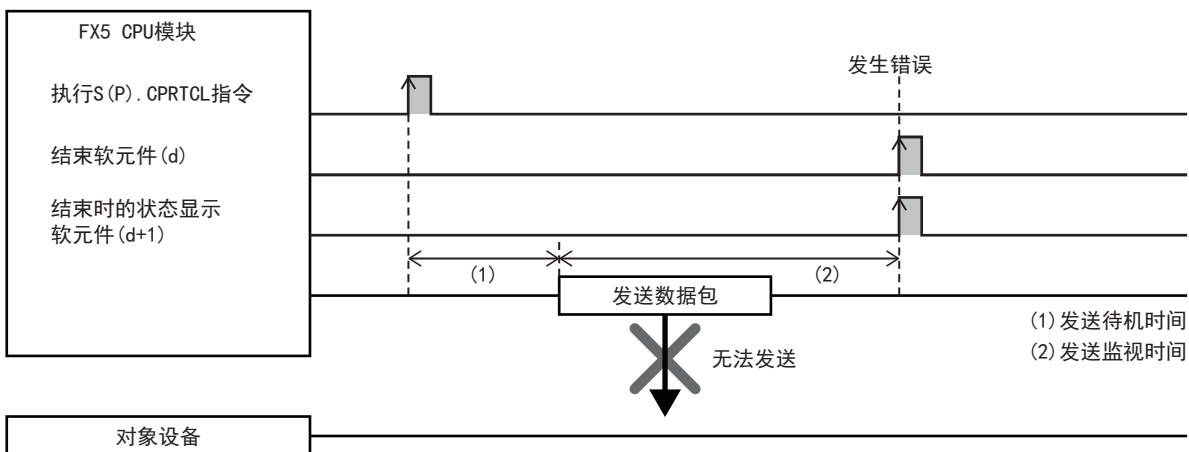 FX5 CPU模块
发生错误
执行S(P).CPRTCL指令
结束软元件(d)
结束时的状态显示
软元件(d+1)
(1)
(2)
发送数据包
(1)发送待机时间
(2)发送监视时间
无法发送
对象设备